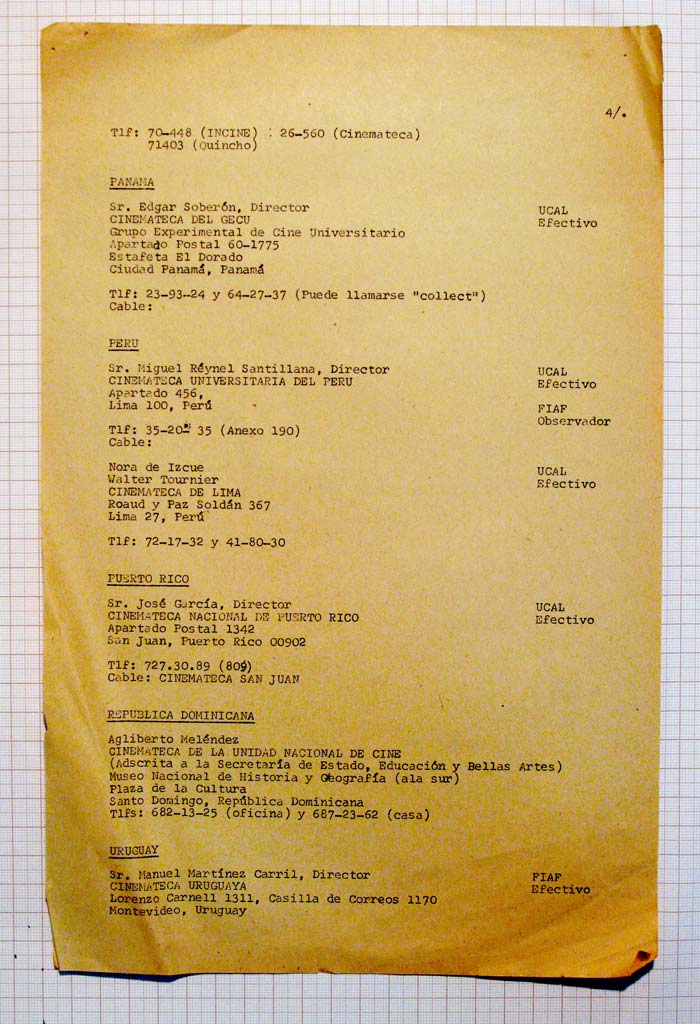 4/.
Tlf: 70-448 (INCINE) : 26-560 (Cinemateca)
71403 (Quincho)
PANAMA
Sr. Edgar Soberón, Director
UCAL
CINEMATECA DEL GECU
Efectivo
Grupo Experimental de Cine Universitario
Apartado Postal 60-1775
Estafeta El Dorado
Ciudad Panamá, Panamá
Tlf: 23-93-24 y 64-27-37 (Puede llamarse "collect")
Cable:
PERU
Sr. Miguel Réynel Santillana, Director
UCAL
CINEMATECA UNIVERSITARIA DEL PERU
Efectivo
Apartado 456,
Lima 100, Perú
FIAF
Observador
Tlf: 35-20- 35 (Anexo 190)
Cable:
Nora de Izcue
UCAL
Walter Tournier
Efectivo
CINEMATECA DE LIMA
Roaud y Paz Soldán 367
Lima 27, Perú
Tlf: 72-17-32 y 41-80-30
PUERTO RICO
Sr. José García, Director
UCAL
CINEMATECA NACIONAL DE PUERTO RICO
Efectivo
Apartado Postal 1342
San Juan, Puerto Rico 00902
Tlf: 727.30.89 (809)
Cable: CINEMATECA SAN JUAN
REPUBLICA DOMINICANA
Agliberto Meléndez
CINEMATECA DE LA UNIDAD NACIONAL DE CINE
(Adscrita a la Secretaría de Estado, Educación y Bellas Artes)
Museo Nacional de Historia y Geografía (ala sur)
Plaza de la Cultura
Santo Domingo, República Dominicana
Tlfs: 682-13-25 (oficina) y 687-23-62 (casa)
URUGUAY
Sr. Manuel Martínez Carril, Director
FIAF
CINEMATECA URUGUAYA
Efectivo
Lorenzo Carnell 1311, Casilla de Correos 1170
Montevideo, Uruguay